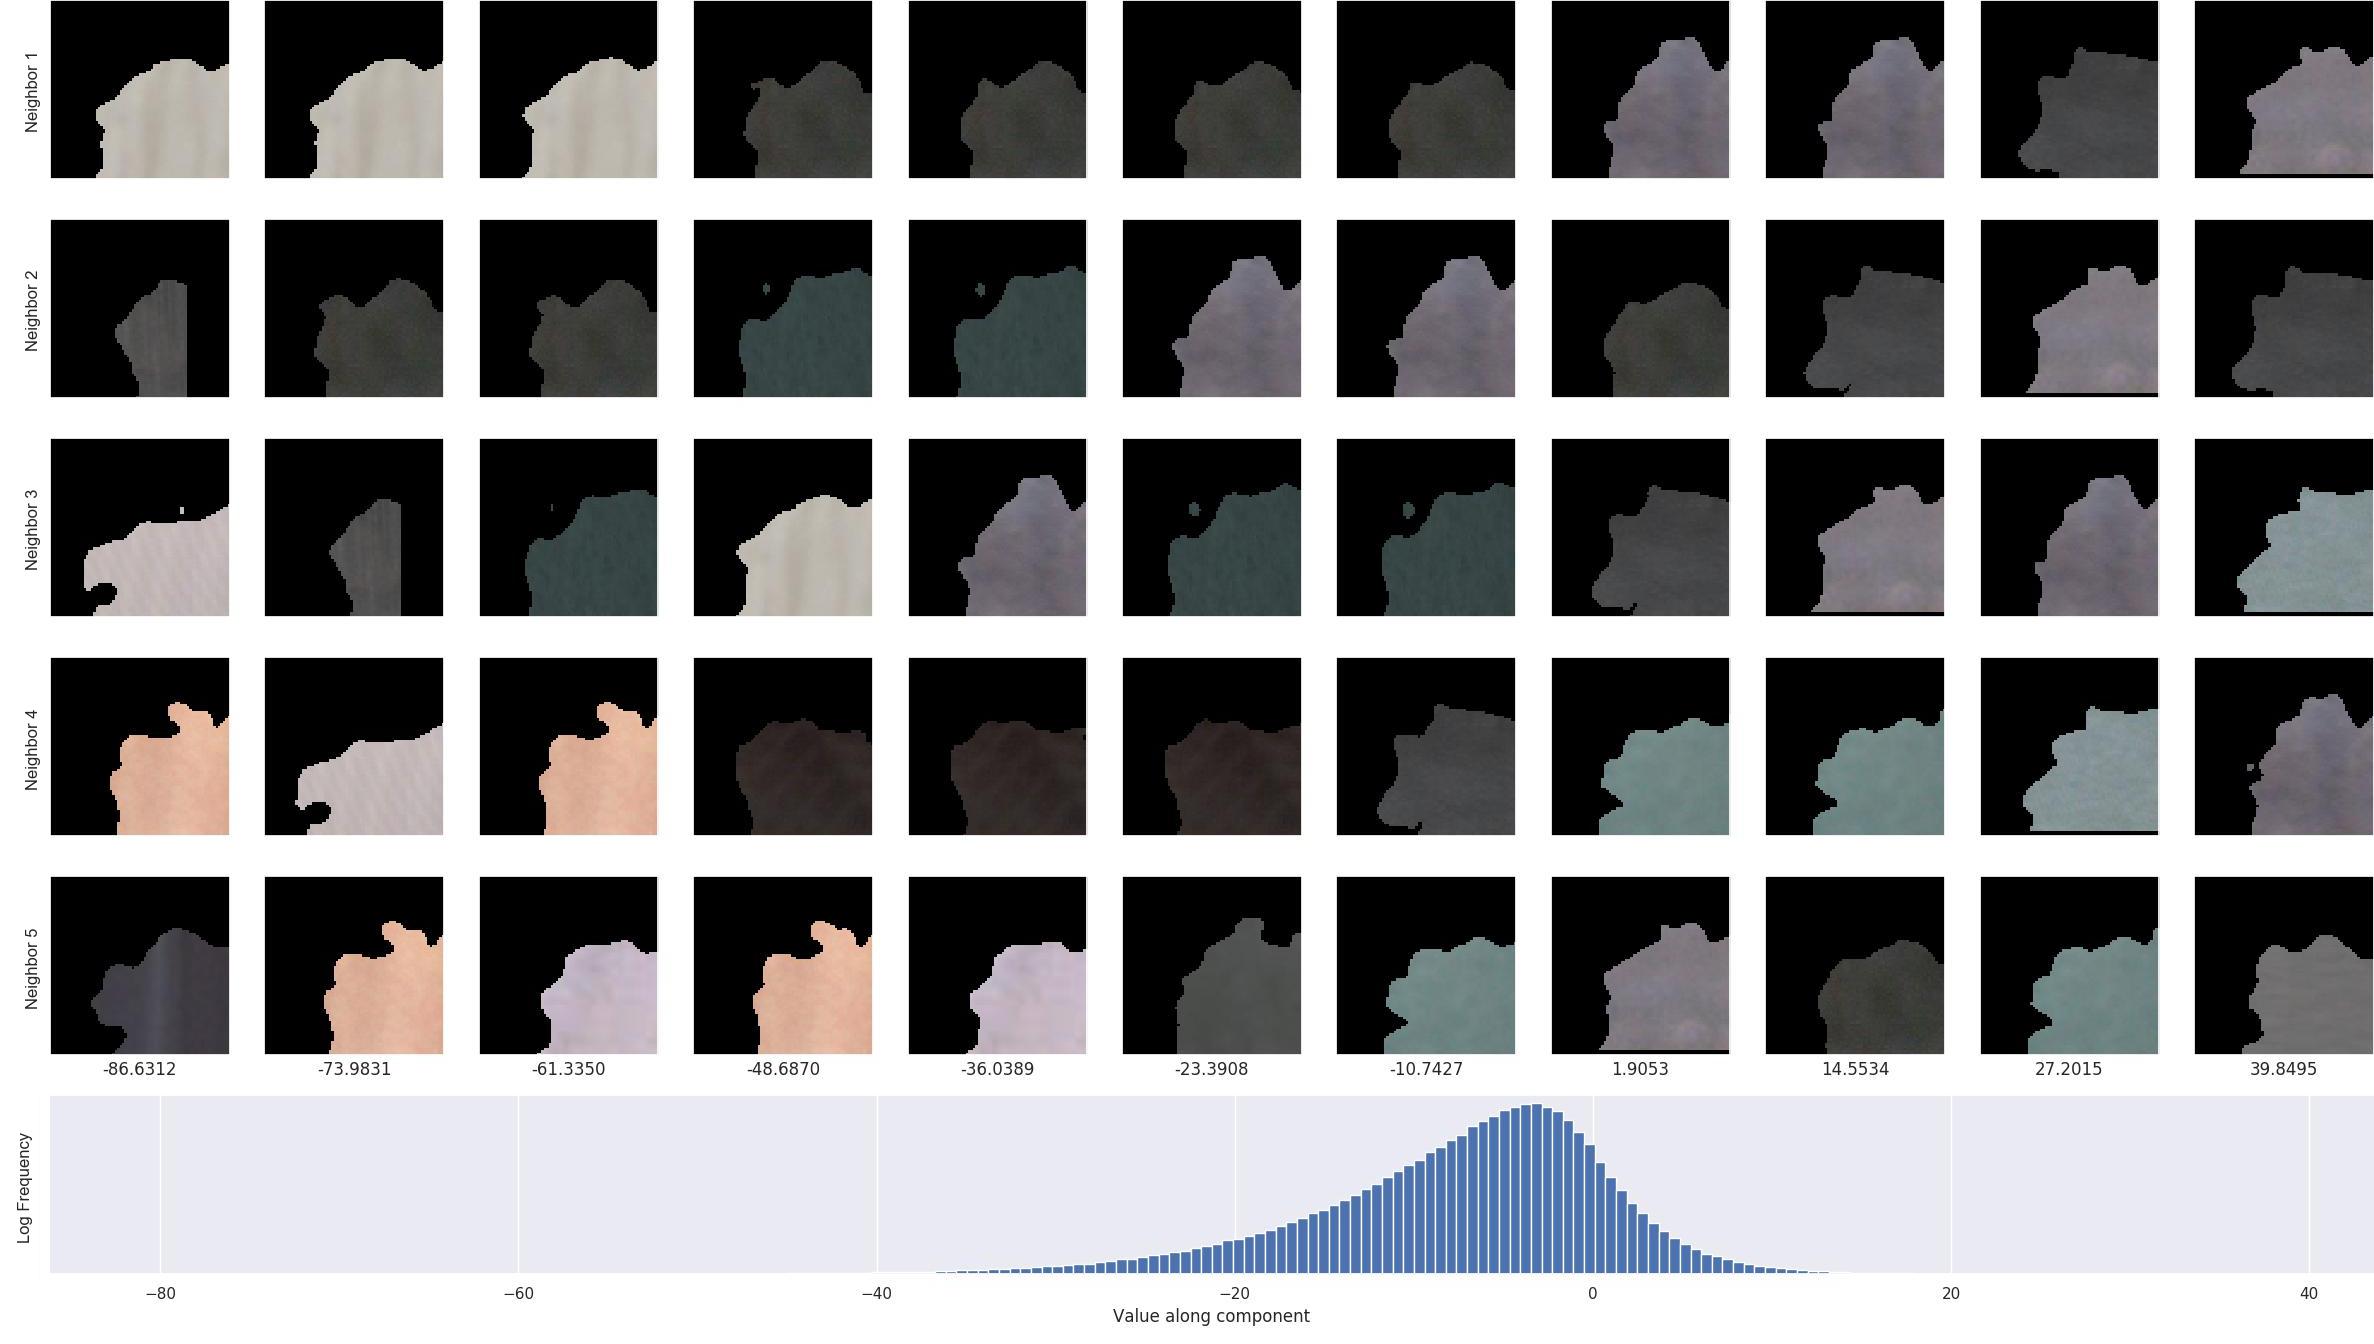 Neighbor 1
Neighbor 2
Neighbor 3
Neighbor 4
Neighbor 5
-86.6312 -73.9831 -61.3350 -48.6870 -36.0389 -23.3908 -10.7427 1.9053 14.5534 27.2015 39.8495
Log Frequency
−80 −60 −40 −20 0 20 40
Value along component